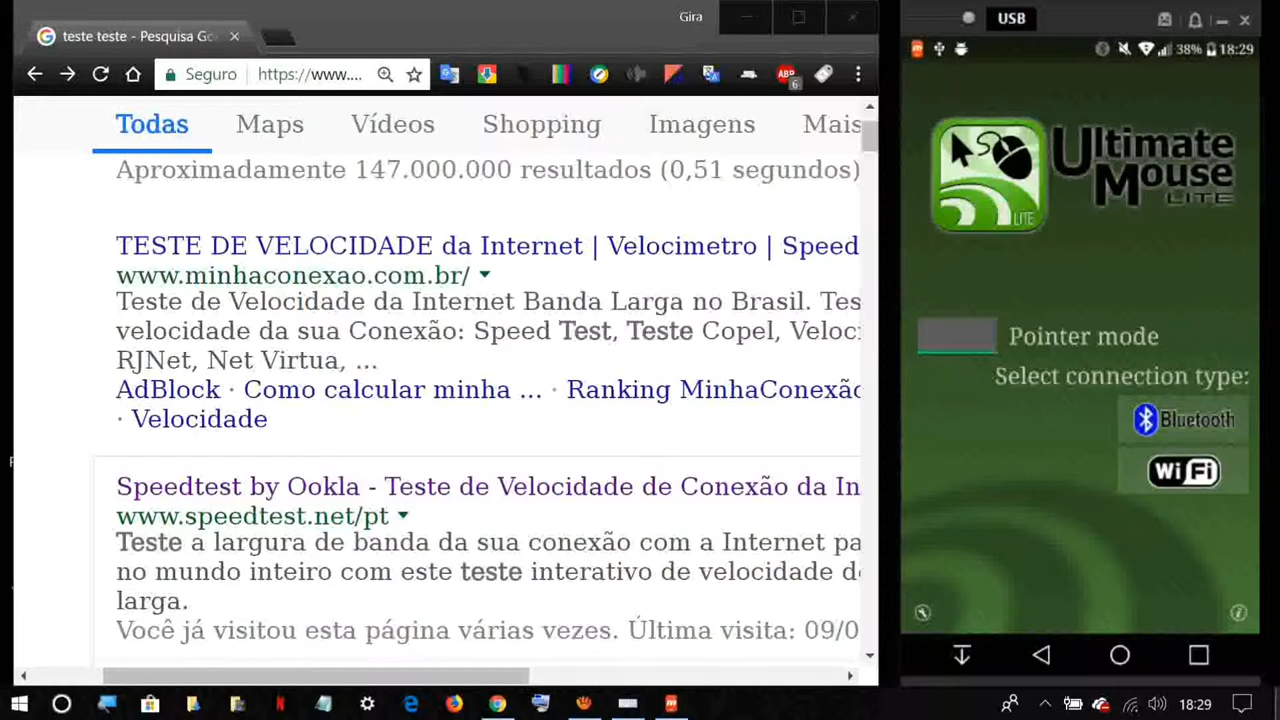 Gira
teste teste - Pesquisa Go
Seguro
https://www....
ABP
6
Todas
Maps
Vídeos
Shopping
Imagens
Mais
Aproximadamente 147.000.000 resultados (0,51 segundos)
TESTE DE VELOCIDADE da Internet | Velocimetro | Speed
www.minhaconexao.com.br/
Teste de Velocidade da Internet Banda Larga no Brasil. Tes
velocidade da sua Conexão: Speed Test, Teste Copel, Veloc
RJNet, Net Virtua, ...
AdBlock · Como calcular minha ... · Ranking MinhaConexão
· Velocidade
Speedtest by Ookla - Teste de Velocidade de Conexão da In
www.speedtest.net/pt
Teste a largura de banda da sua conexão com a Internet pa
no mundo inteiro com este teste interativo de velocidade de
larga.
Você já visitou esta página várias vezes. Última visita: 09/0
18:29
USB
38%
18:29
LITE
Ultimate
Mouse
LITE
Pointer mode
Select connection type:
Bluetooth
WiFi